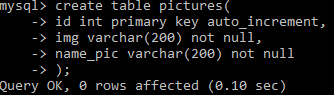 mysql> create table pictures(
    -> id int primary key auto_increment,
    -> img varchar(200) not null,
    -> name_pic varchar(200) not null
    -> );
Query OK, 0 rows affected (0.10 sec)